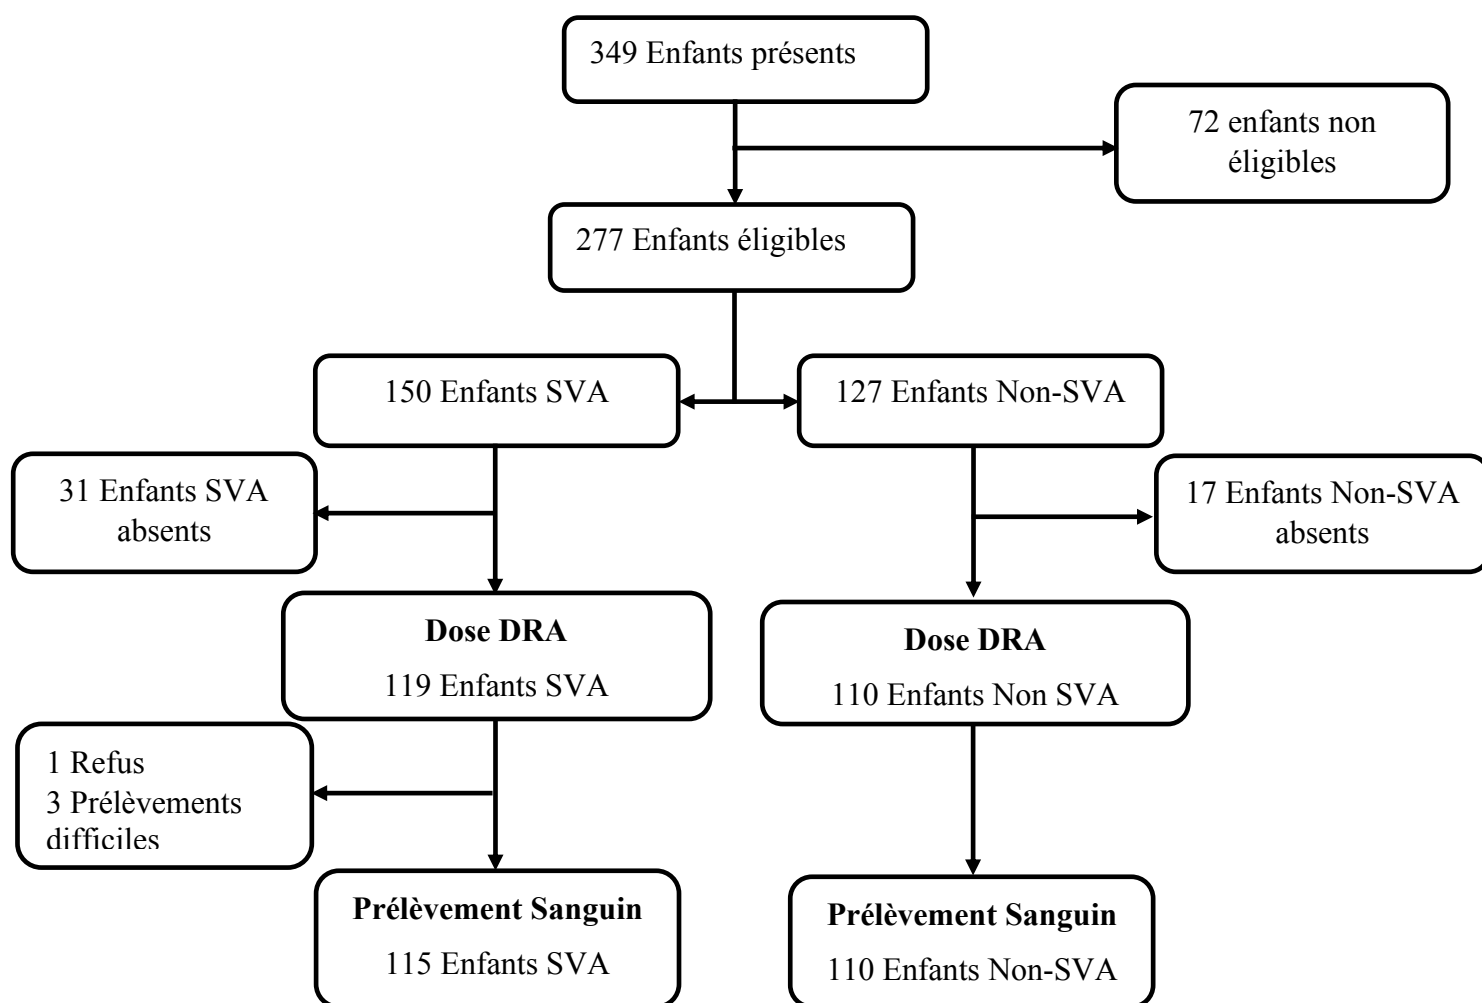 349 Enfants présents
72 enfants non
éligibles
277 Enfants éligibles
150 Enfants SVA
127 Enfants Non-SVA
31 Enfants SVA
absents
17 Enfants Non-SVA
absents
Dose DRA
119 Enfants SVA
Dose DRA
110 Enfants Non SVA
1 Refus
3 Prélèvements
difficiles
Prélèvement Sanguin
115 Enfants SVA
Prélèvement Sanguin
110 Enfants Non-SVA